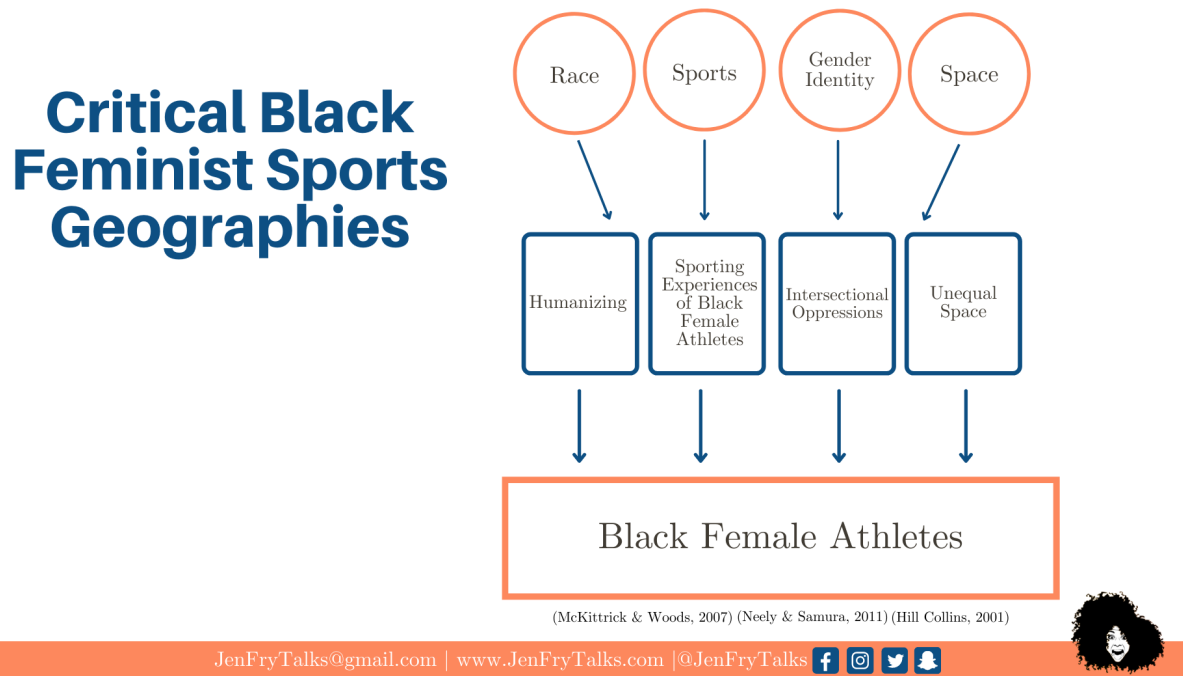 Critical Black
Feminist Sports
Geographies
Race
Sports
Gender
Identity
Space
Humanizing
Sporting
Experiences
of Black
Female
Athletes
Intersectional
Oppressions
Unequal
Space
Black Female Athletes
(McKittrick & Woods, 2007) (Neely & Samura, 2011) (Hill Collins, 2001)
JenFryTalks@gmail.com | www.JenFryTalks.com |@JenFryTalks